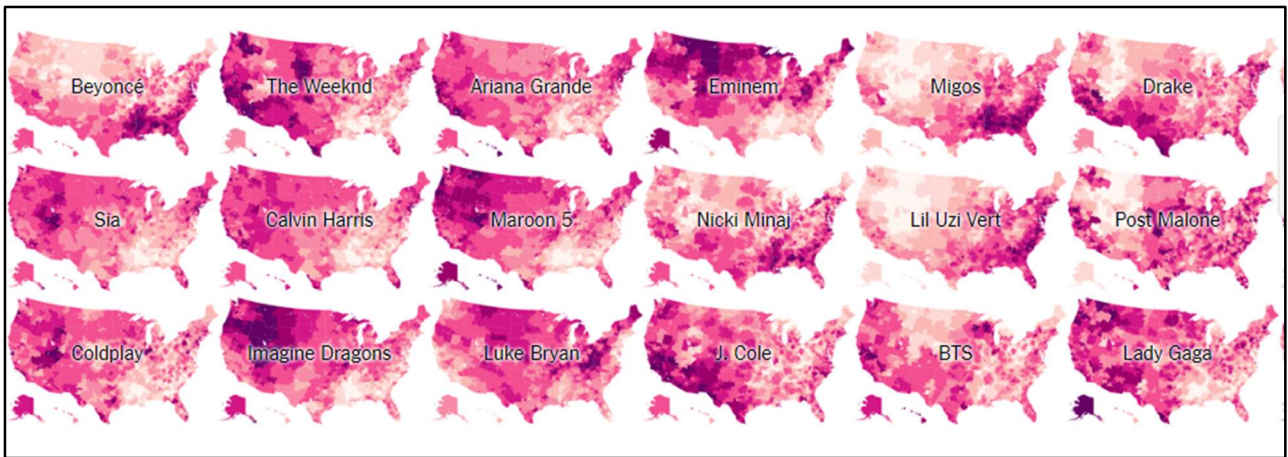 Beyoncé
The Weeknd
Ariana Grande
Eminem
Migos
Drake
Sia
Calvin Harris
Maroon 5
Nicki Minaj
Lil Uzi Vert
Post Malone
Coldplay
Imagine Dragons
Luke Bryan
J. Cole
BTS
Lady Gaga